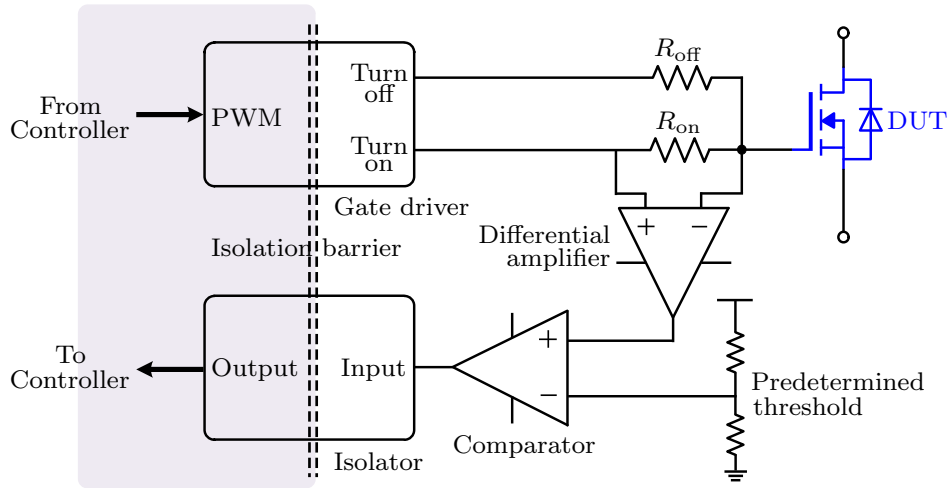 From
Controller
PWM
Turn
off
Turn
on
R_off
R_on
DUT
Gate driver
Isolation barrier
Differential
amplifier
+ −
To
Controller
Output
Input
+
−
Comparator
Isolator
Predetermined
threshold